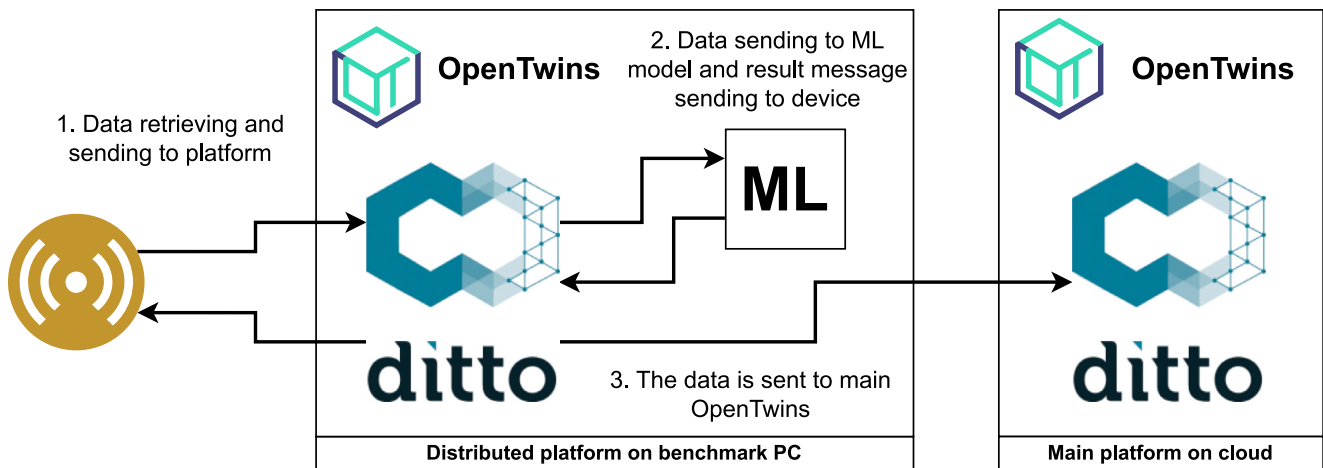 1. Data retrieving and
sending to platform
OpenTwins
2. Data sending to ML
model and result message
sending to device
ML
ditto
3. The data is sent to main
OpenTwins
Distributed platform on benchmark PC
OpenTwins
ditto
Main platform on cloud